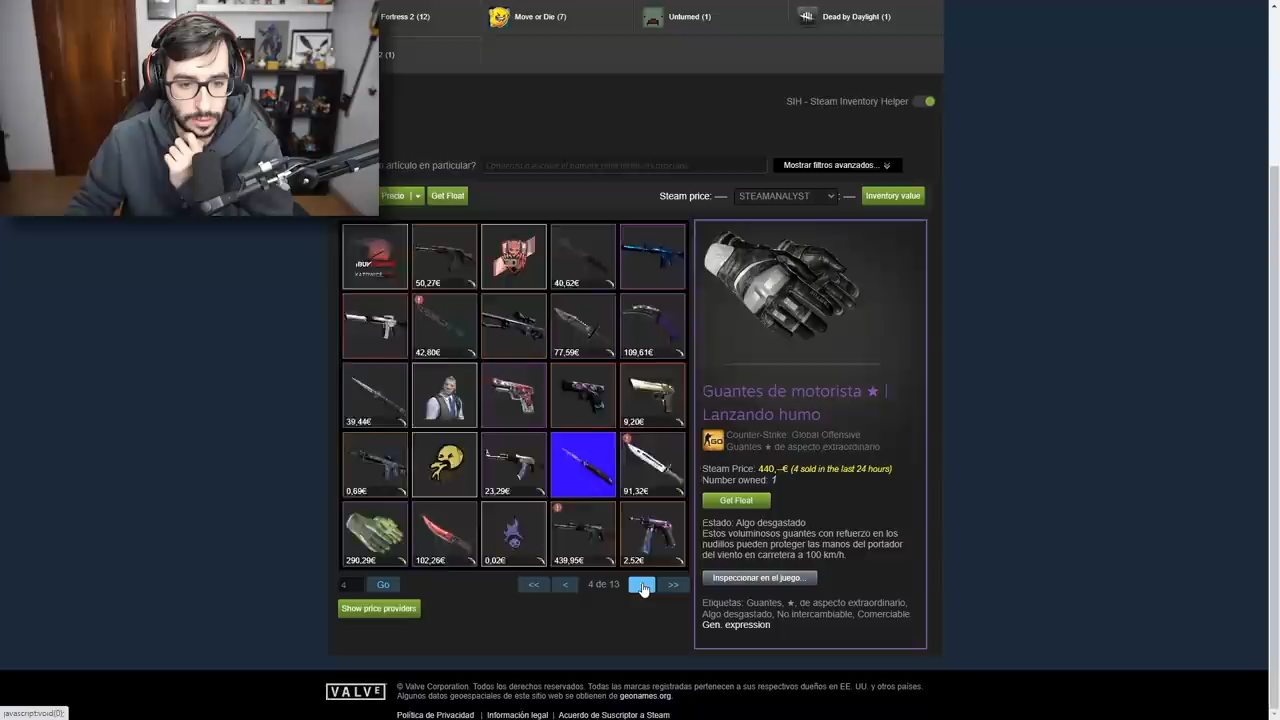 Fortress 2 (12)
Move or Die (7)
Unturned (1)
Dead by Daylight (1)
2 (1)
SIH - Steam Inventory Helper
artículo en particular?
Mostrar filtros avanzados...
Precio
Get Float
Steam price: ---
STEAMANALYST
: ---
Inventory value
KATOWICE
50,27€
40,62€
42,80€
77,59€
109,61€
39,44€
9,20€
0,69€
23,29€
91,32€
290,29€
102,26€
0,02€
439,95€
2,52€
4
Go
<<
<
4 de 13
>>
Show price providers
Guantes de motorista ★ |
Lanzando humo
Counter-Strike: Global Offensive
Guantes ★ de aspecto extraordinario
Steam Price: 440,--€ (4 sold in the last 24 hours)
Number owned: 1
Get Float
Estado: Algo desgastado
Estos voluminosos guantes con refuerzo en los
nudillos pueden proteger las manos del portador
del viento en carretera a 100 km/h.
Inspeccionar en el juego...
Etiquetas: Guantes, ★, de aspecto extraordinario,
Algo desgastado, No intercambiable, Comerciable
Gen. expression
VALVE
© Valve Corporation. Todos los derechos reservados. Todas las marcas registradas pertenecen a sus respectivos dueños en EE. UU. y otros países.
Algunos datos geoespaciales de este sitio web se obtienen de geonames.org.
Política de Privacidad | Información legal | Acuerdo de Suscriptor a Steam
javascript:void(0);